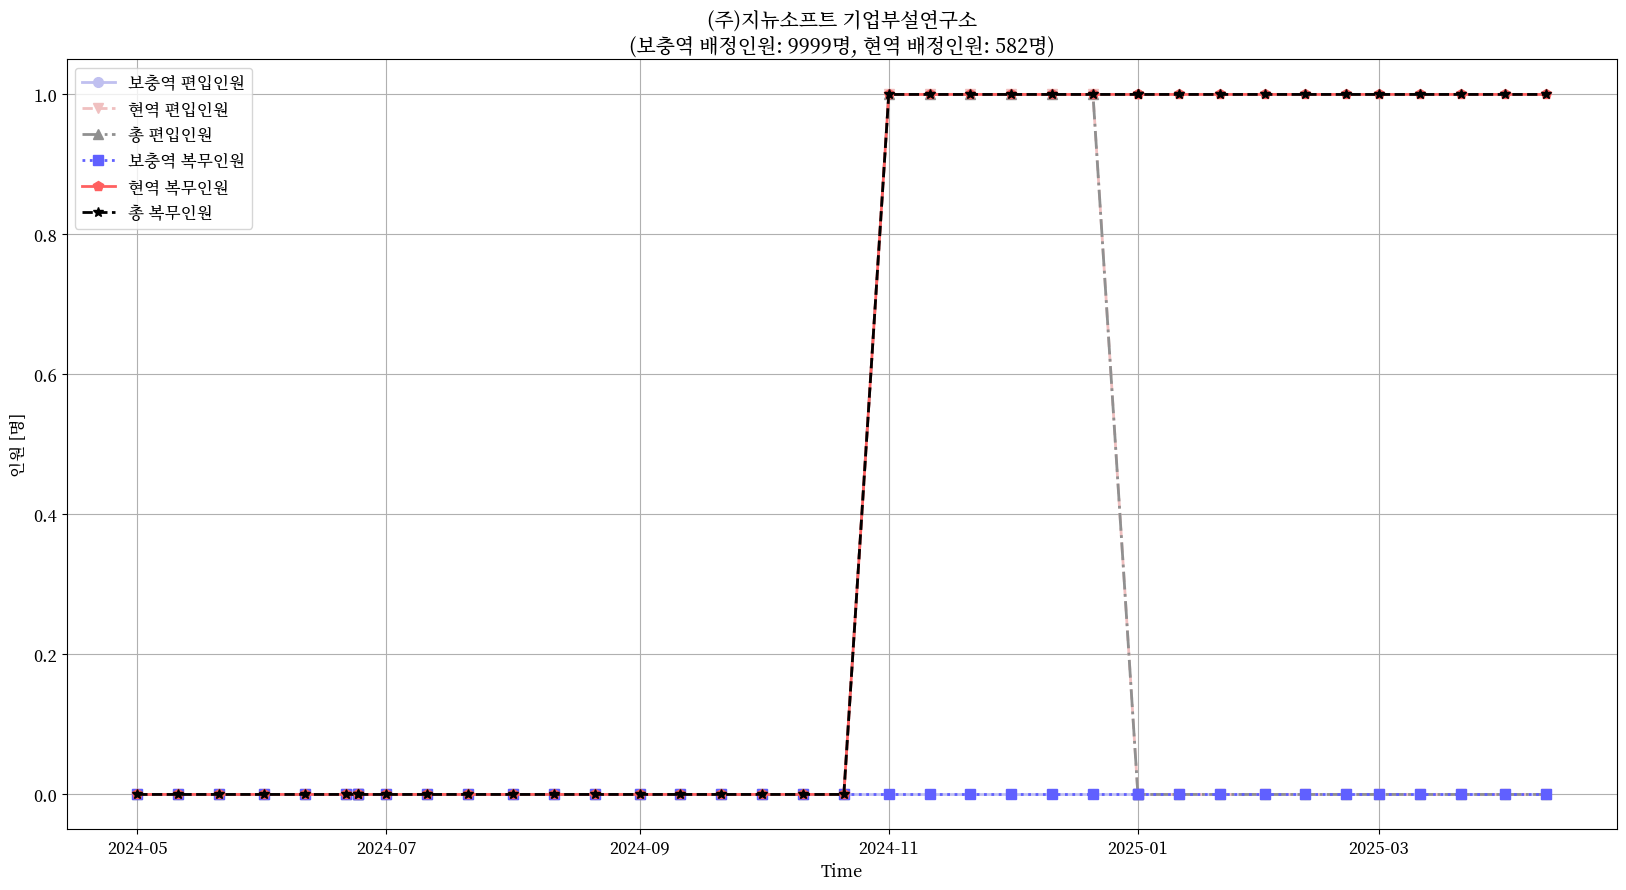 (주)지뉴소프트 기업부설연구소
(보충역 배정인원: 9999명, 현역 배정인원: 582명)
보충역 편입인원
현역 편입인원
총 편입인원
보충역 복무인원
현역 복무인원
총 복무인원
1.0
0.8
0.6
0.4
0.2
0.0
인원 [명]
2024-05 2024-07 2024-09 2024-11 2025-01 2025-03
Time